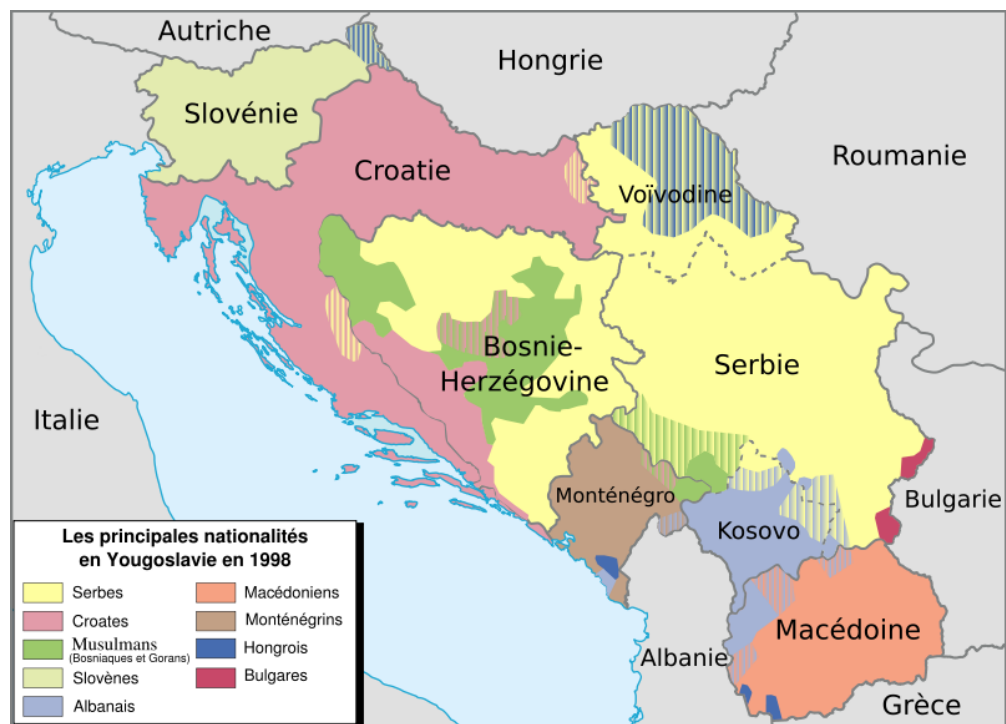 Autriche
Hongrie
Slovénie
Croatie
Roumanie
Voïvodine
Bosnie-
Herzégovine
Serbie
Italie
Monténégro
Bulgarie
Kosovo
Macédoine
Albanie
Grèce
Les principales nationalités
en Yougoslavie en 1998
Serbes
Croates
Musulmans
(Bosniaques et Gorans)
Slovènes
Albanais
Macédoniens
Monténégrins
Hongrois
Bulgares